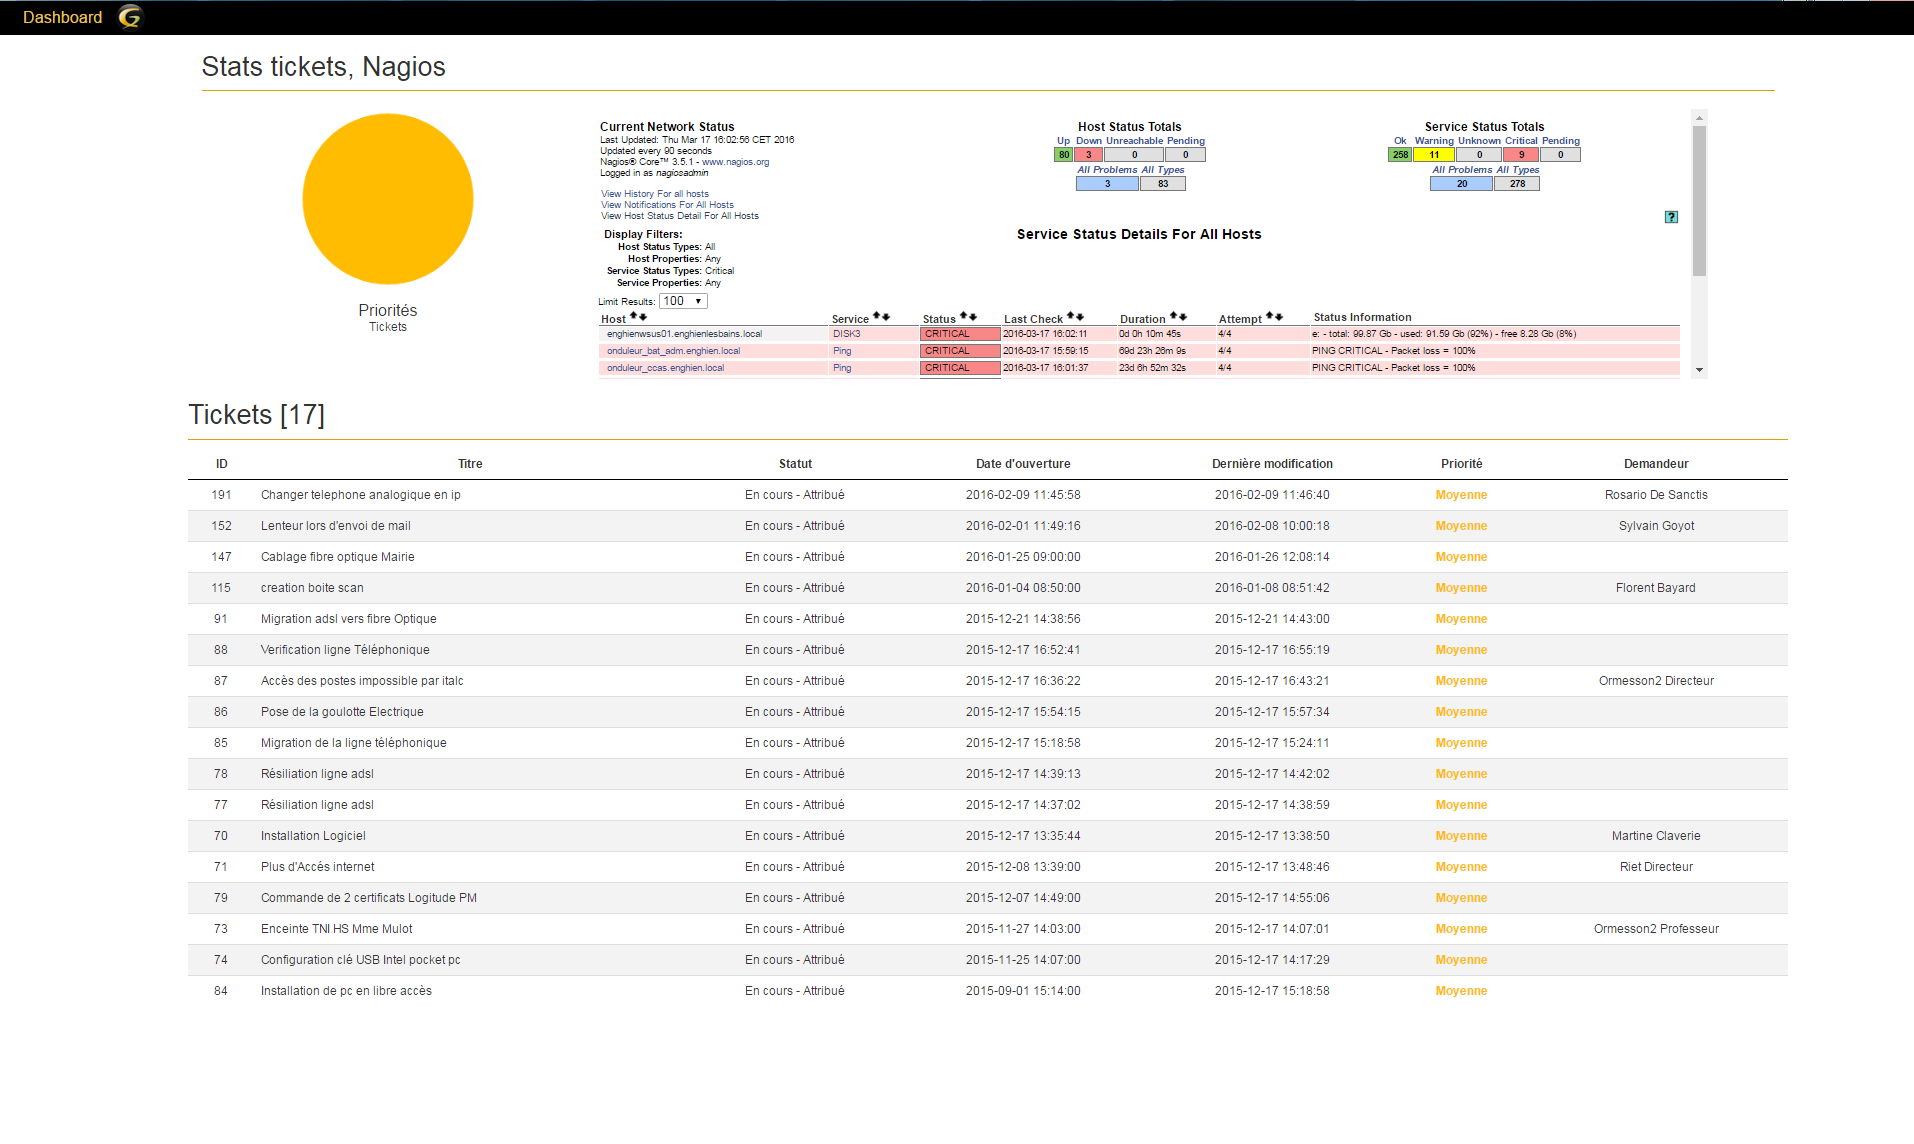 Dashboard
Stats tickets, Nagios
Priorités
Tickets
Current Network Status
Last Updated: Thu Mar 17 16:02:56 CET 2016
Updated every 90 seconds
Nagios® Core™ 3.5.1 - www.nagios.org
Logged in as nagiosadmin
View History For all hosts
View Notifications For All Hosts
View Host Status Detail For All Hosts
Host Status Totals
Up Down Unreachable Pending
80 3 0 0
All Problems All Types
3 83
Service Status Totals
Ok Warning Unknown Critical Pending
258 11 0 9 0
All Problems All Types
20 278
?
Display Filters:
Host Status Types: All
Host Properties: Any
Service Status Types: Critical
Service Properties: Any
Service Status Details For All Hosts
Limit Results: 100
Host Service Status Last Check Duration Attempt Status Information
enghienwsus01.enghienlesbains.local DISK3 CRITICAL 2016-03-17 16:02:11 0d 0h 10m 45s 4/4 e: - total: 99.87 Gb - used: 91.59 Gb (92%) - free 8.28 Gb (8%)
onduleur_bat_adm.enghien.local Ping CRITICAL 2016-03-17 15:59:15 69d 23h 26m 9s 4/4 PING CRITICAL - Packet loss = 100%
onduleur_ccas.enghien.local Ping CRITICAL 2016-03-17 16:01:37 23d 6h 52m 32s 4/4 PING CRITICAL - Packet loss = 100%
Tickets [17]
ID Titre Statut Date d'ouverture Dernière modification Priorité Demandeur
191 Changer telephone analogique en ip En cours - Attribué 2016-02-09 11:45:58 2016-02-09 11:46:40 Moyenne Rosario De Sanctis
152 Lenteur lors d'envoi de mail En cours - Attribué 2016-02-01 11:49:16 2016-02-08 10:00:18 Moyenne Sylvain Goyot
147 Cablage fibre optique Mairie En cours - Attribué 2016-01-25 09:00:00 2016-01-26 12:08:14 Moyenne
115 creation boite scan En cours - Attribué 2016-01-04 08:50:00 2016-01-08 08:51:42 Moyenne Florent Bayard
91 Migration adsl vers fibre Optique En cours - Attribué 2015-12-21 14:38:56 2015-12-21 14:43:00 Moyenne
88 Verification ligne Téléphonique En cours - Attribué 2015-12-17 16:52:41 2015-12-17 16:55:19 Moyenne
87 Accès des postes impossible par italc En cours - Attribué 2015-12-17 16:36:22 2015-12-17 16:43:21 Moyenne Ormesson2 Directeur
86 Pose de la goulotte Electrique En cours - Attribué 2015-12-17 15:54:15 2015-12-17 15:57:34 Moyenne
85 Migration de la ligne téléphonique En cours - Attribué 2015-12-17 15:18:58 2015-12-17 15:24:11 Moyenne
78 Résiliation ligne adsl En cours - Attribué 2015-12-17 14:39:13 2015-12-17 14:42:02 Moyenne
77 Résiliation ligne adsl En cours - Attribué 2015-12-17 14:37:02 2015-12-17 14:38:59 Moyenne
70 Installation Logiciel En cours - Attribué 2015-12-17 13:35:44 2015-12-17 13:38:50 Moyenne Martine Claverie
71 Plus d'Accés internet En cours - Attribué 2015-12-08 13:39:00 2015-12-17 13:48:46 Moyenne Riet Directeur
79 Commande de 2 certificats Logitude PM En cours - Attribué 2015-12-07 14:49:00 2015-12-17 14:55:06 Moyenne
73 Enceinte TNI HS Mme Mulot En cours - Attribué 2015-11-27 14:03:00 2015-12-17 14:07:01 Moyenne Ormesson2 Professeur
74 Configuration clé USB Intel pocket pc En cours - Attribué 2015-11-25 14:07:00 2015-12-17 14:17:29 Moyenne
84 Installation de pc en libre accès En cours - Attribué 2015-09-01 15:14:00 2015-12-17 15:18:58 Moyenne